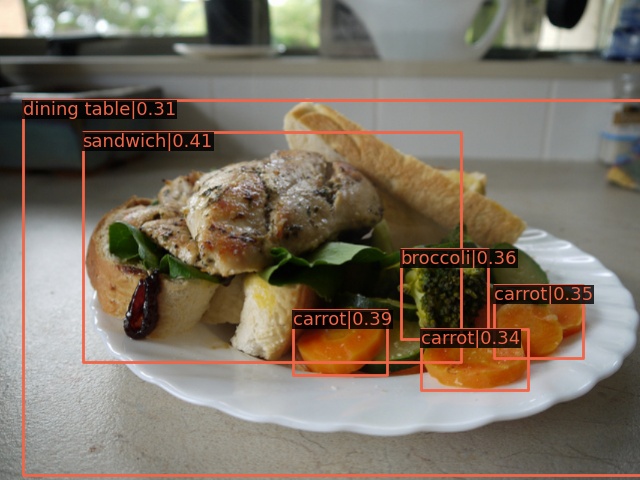 dining table|0.31
sandwich|0.41
broccoli|0.36
carrot|0.35
carrot|0.39
carrot|0.34